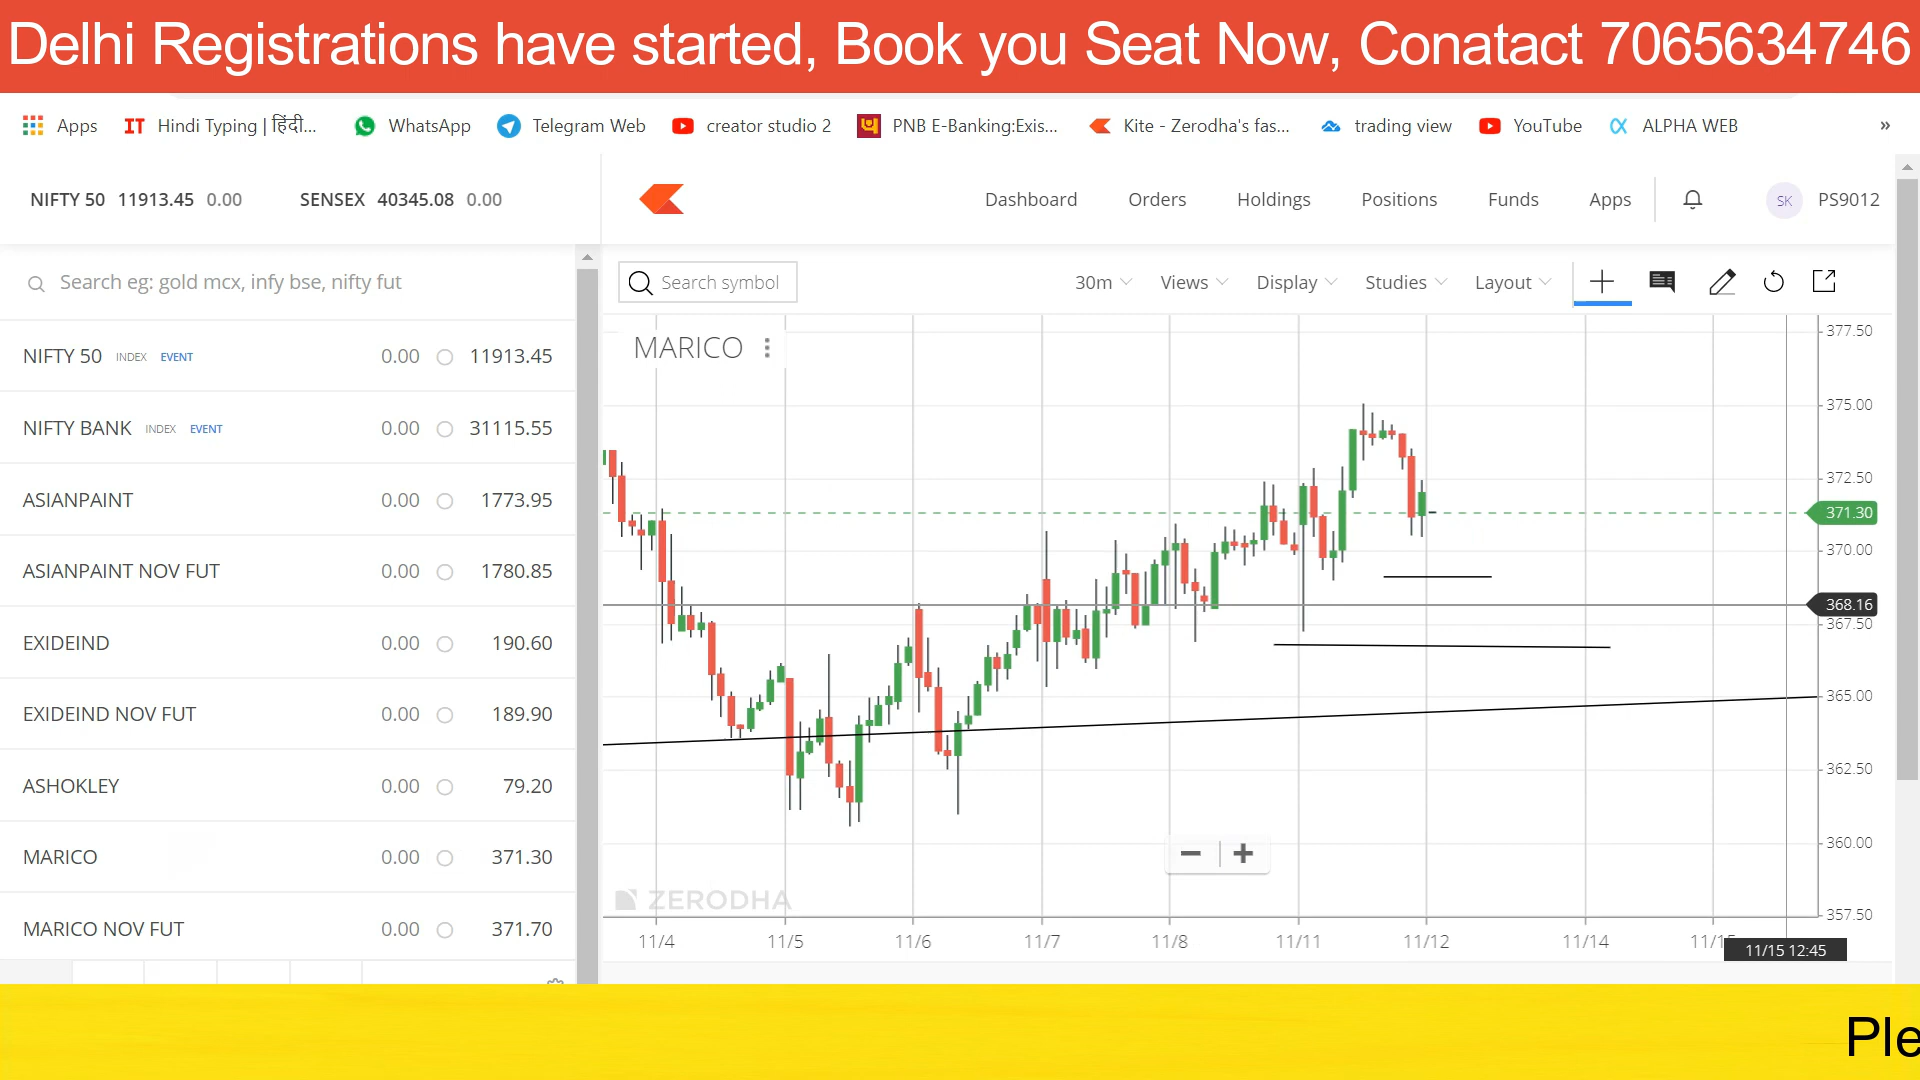 Delhi Registrations have started, Book you Seat Now, Conatact 7065634746
Apps IT Hindi Typing | हिंदी... WhatsApp Telegram Web creator studio 2 PNB E-Banking:Exis... Kite - Zerodha's fas... trading view YouTube ALPHA WEB »
NIFTY 50 11913.45 0.00 SENSEX 40345.08 0.00 Dashboard Orders Holdings Positions Funds Apps SK PS9012
Search eg: gold mcx, infy bse, nifty fut
Search symbol 30m Views Display Studies Layout
NIFTY 50 INDEX EVENT 0.00 11913.45
NIFTY BANK INDEX EVENT 0.00 31115.55
ASIANPAINT 0.00 1773.95
ASIANPAINT NOV FUT 0.00 1780.85
EXIDEIND 0.00 190.60
EXIDEIND NOV FUT 0.00 189.90
ASHOKLEY 0.00 79.20
MARICO 0.00 371.30
MARICO NOV FUT 0.00 371.70
MARICO
377.50
375.00
372.50
371.30
370.00
368.16
367.50
365.00
362.50
360.00
357.50
ZERODHA
11/4 11/5 11/6 11/7 11/8 11/11 11/12 11/14
11/15 12:45
Ple